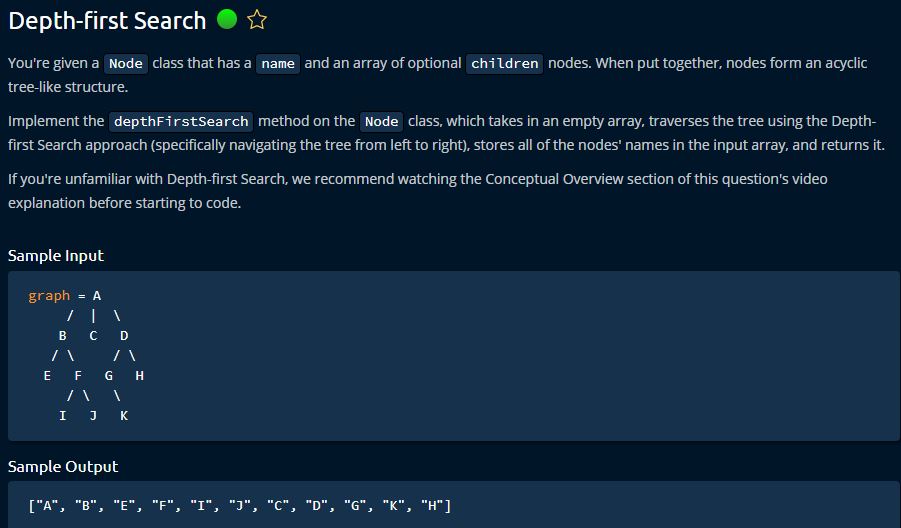 Depth-first Search
You're given a Node class that has a name and an array of optional children nodes. When put together, nodes form an acyclic
tree-like structure.
Implement the depthFirstSearch method on the Node class, which takes in an empty array, traverses the tree using the Depth-
first Search approach (specifically navigating the tree from left to right), stores all of the nodes' names in the input array, and returns it.
If you're unfamiliar with Depth-first Search, we recommend watching the Conceptual Overview section of this question's video
explanation before starting to code.
Sample Input
graph = A
     /  |  \
    B   C   D
   / \     / \
  E   F   G   H
     / \   \
    I   J   K
Sample Output
["A", "B", "E", "F", "I", "J", "C", "D", "G", "K", "H"]